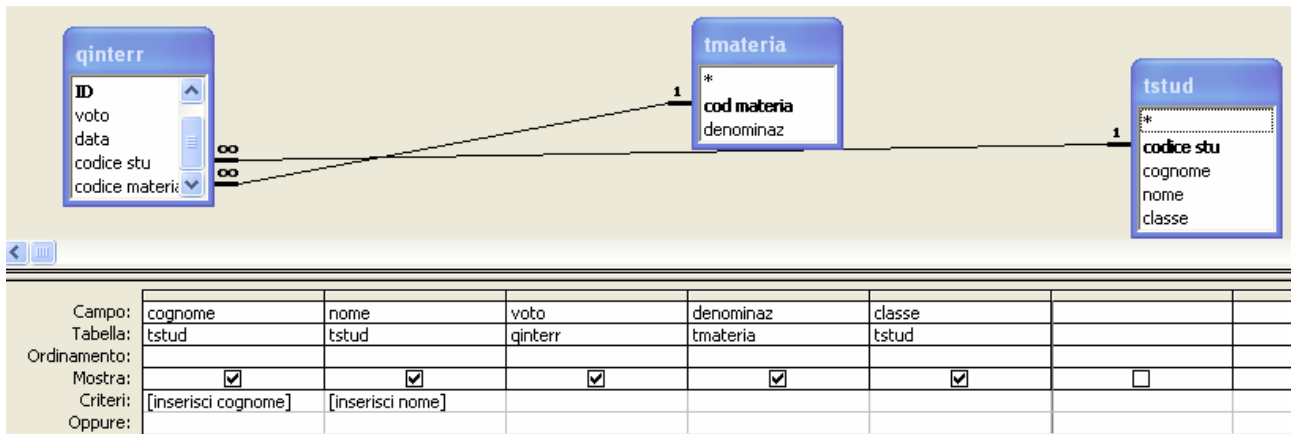 qinterr
ID
voto
data
codice stu
codice materia
tmateria
*
cod materia
denominaz
tstud
*
codice stu
cognome
nome
classe
∞
∞
1
1
Campo: cognome nome voto denominaz classe
Tabella: tstud tstud qinterr tmateria tstud
Ordinamento:
Mostra:
Criteri: [inserisci cognome] [inserisci nome]
Oppure: